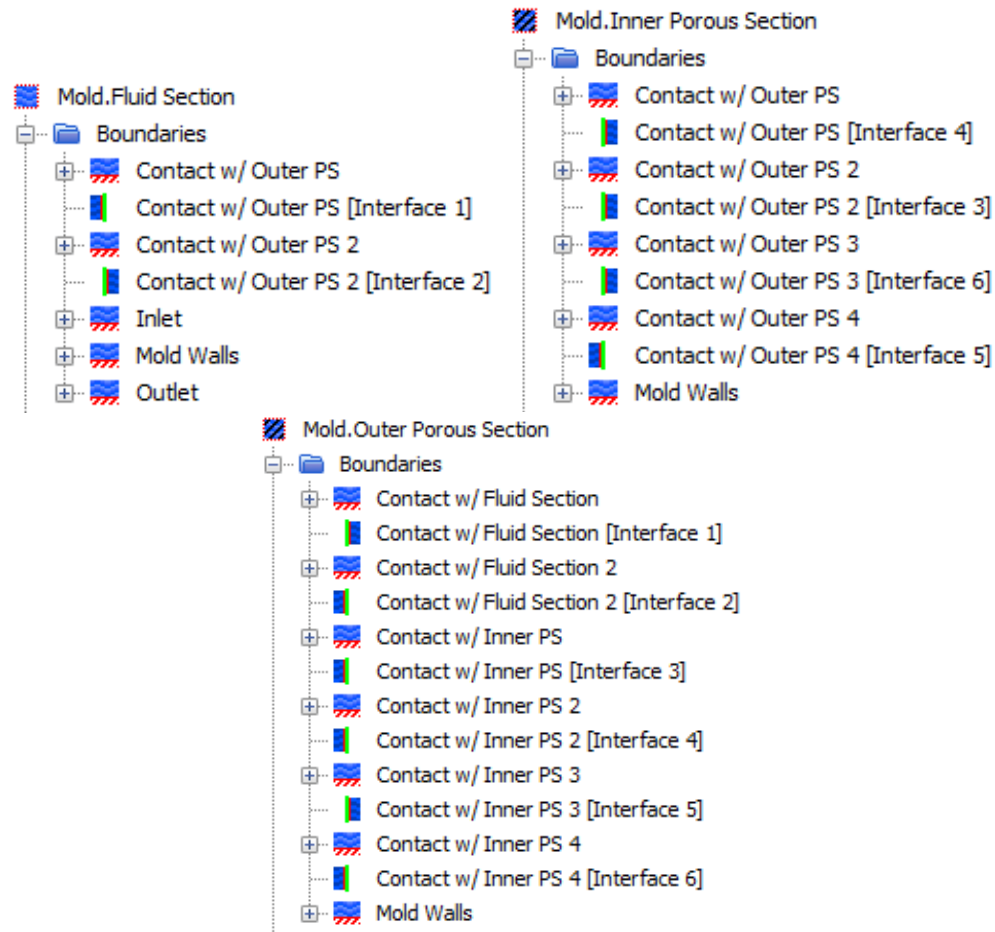 Mold.Fluid Section
Boundaries
Contact w/ Outer PS
Contact w/ Outer PS [Interface 1]
Contact w/ Outer PS 2
Contact w/ Outer PS 2 [Interface 2]
Inlet
Mold Walls
Outlet
Mold.Inner Porous Section
Boundaries
Contact w/ Outer PS
Contact w/ Outer PS [Interface 4]
Contact w/ Outer PS 2
Contact w/ Outer PS 2 [Interface 3]
Contact w/ Outer PS 3
Contact w/ Outer PS 3 [Interface 6]
Contact w/ Outer PS 4
Contact w/ Outer PS 4 [Interface 5]
Mold Walls
Mold.Outer Porous Section
Boundaries
Contact w/ Fluid Section
Contact w/ Fluid Section [Interface 1]
Contact w/ Fluid Section 2
Contact w/ Fluid Section 2 [Interface 2]
Contact w/ Inner PS
Contact w/ Inner PS [Interface 3]
Contact w/ Inner PS 2
Contact w/ Inner PS 2 [Interface 4]
Contact w/ Inner PS 3
Contact w/ Inner PS 3 [Interface 5]
Contact w/ Inner PS 4
Contact w/ Inner PS 4 [Interface 6]
Mold Walls